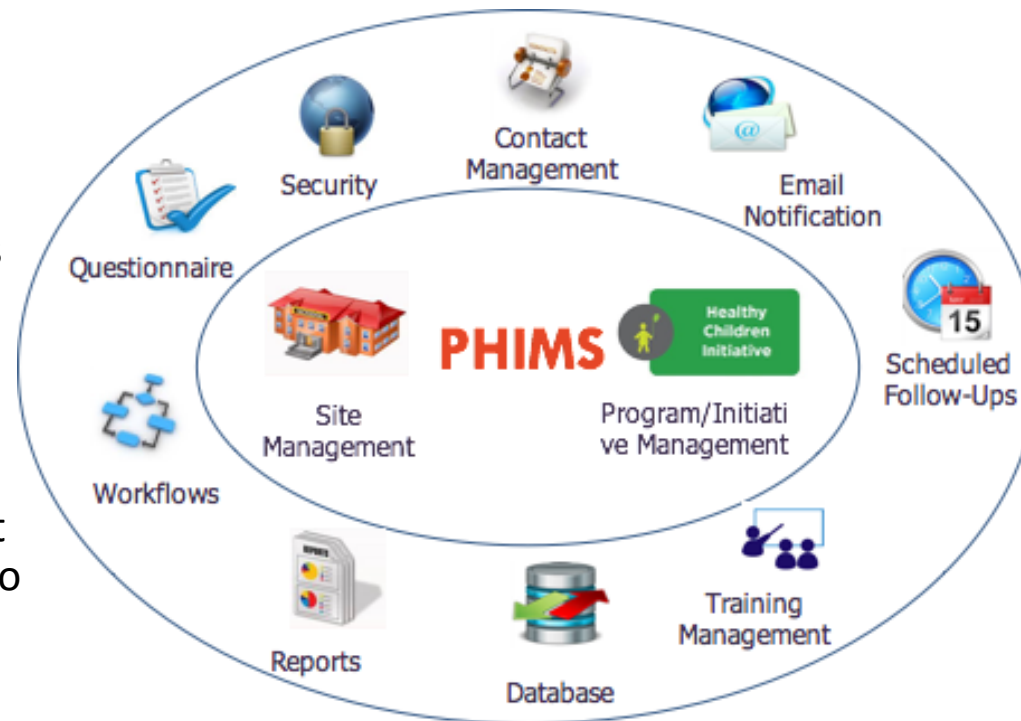 Contact
Management
Security
Email
Notification
@
Questionnaire
15
Scheduled
Follow-Ups
Healthy
Children
Initiative
PHIMS
Site
Management
Program/Initiati
ve Management
Workflows
t
o
REPORTS
Reports
Training
Management
Database